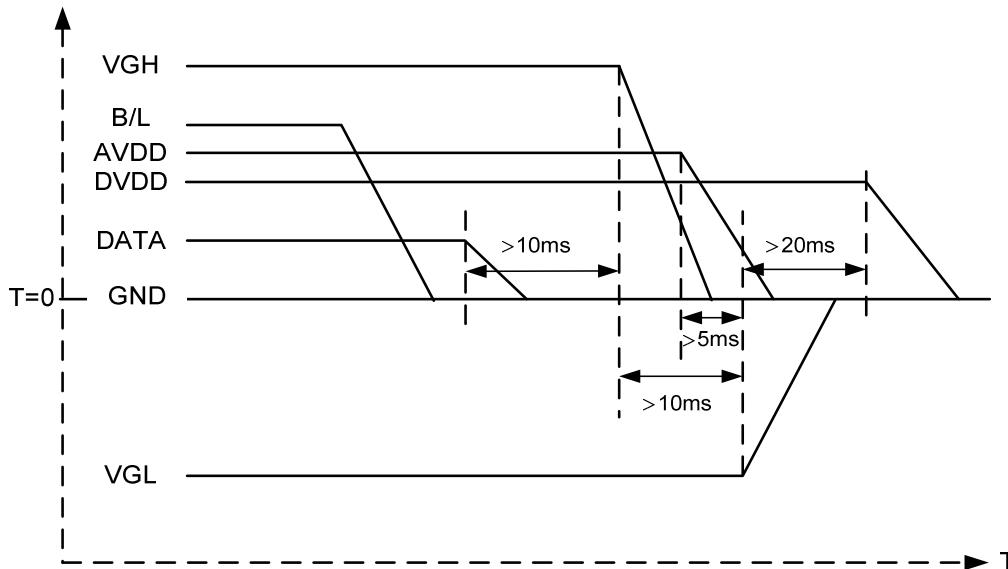 VGH
B/L
AVDD
DVDD
DATA
>10ms
>20ms
T=0
GND
>5ms
>10ms
VGL
T